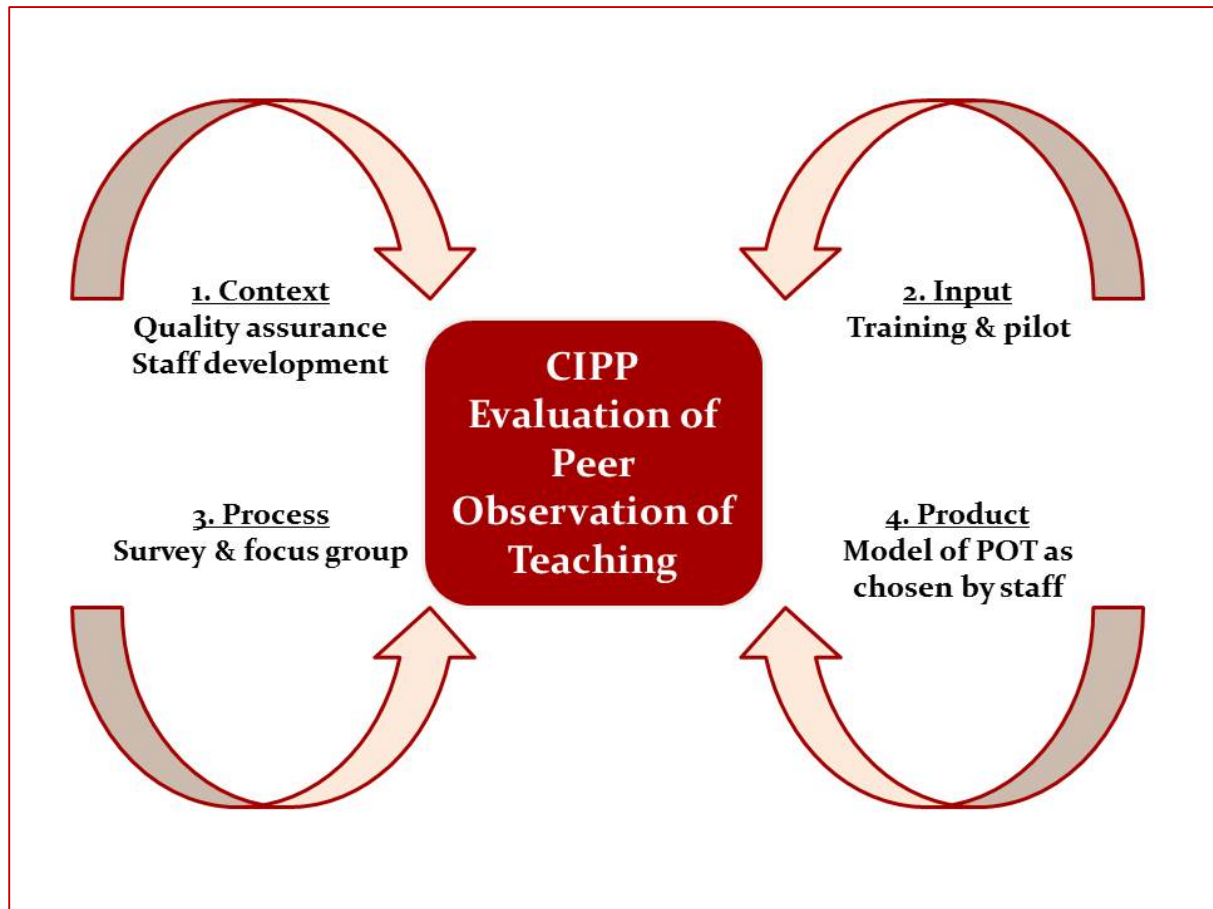 1. Context
Quality assurance
Staff development
2. Input
Training & pilot
CIPP
Evaluation of
Peer
Observation of
Teaching
3. Process
Survey & focus group
4. Product
Model of POT as
chosen by staff